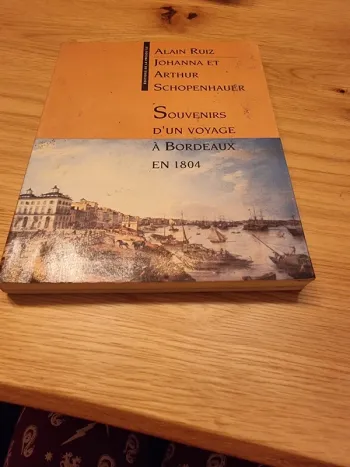 Alain Ruiz
Johanna et
Arthur
Schopenhauer
Souvenirs
d'un voyage
à Bordeaux
en 1804